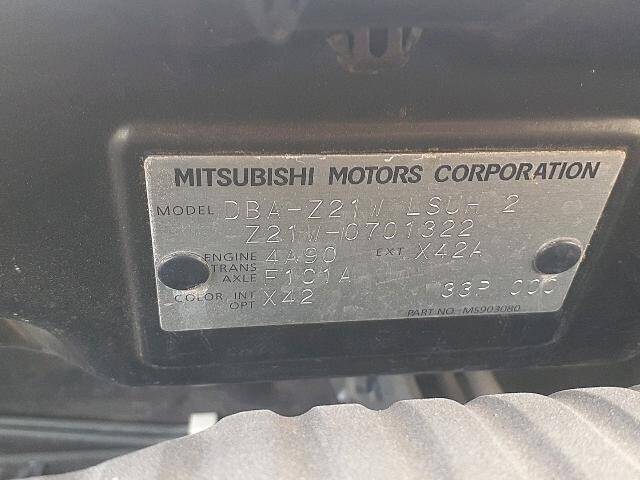 MITSUBISHI MOTORS CORPORATION
MODEL DBA-Z21W LSUH 2
Z21W-0701322
ENGINE 4A90 EXT X42A
TRANS AXLE F1C1A
COLOR, INT OPT X42 33P 000
PART NO : MS903080